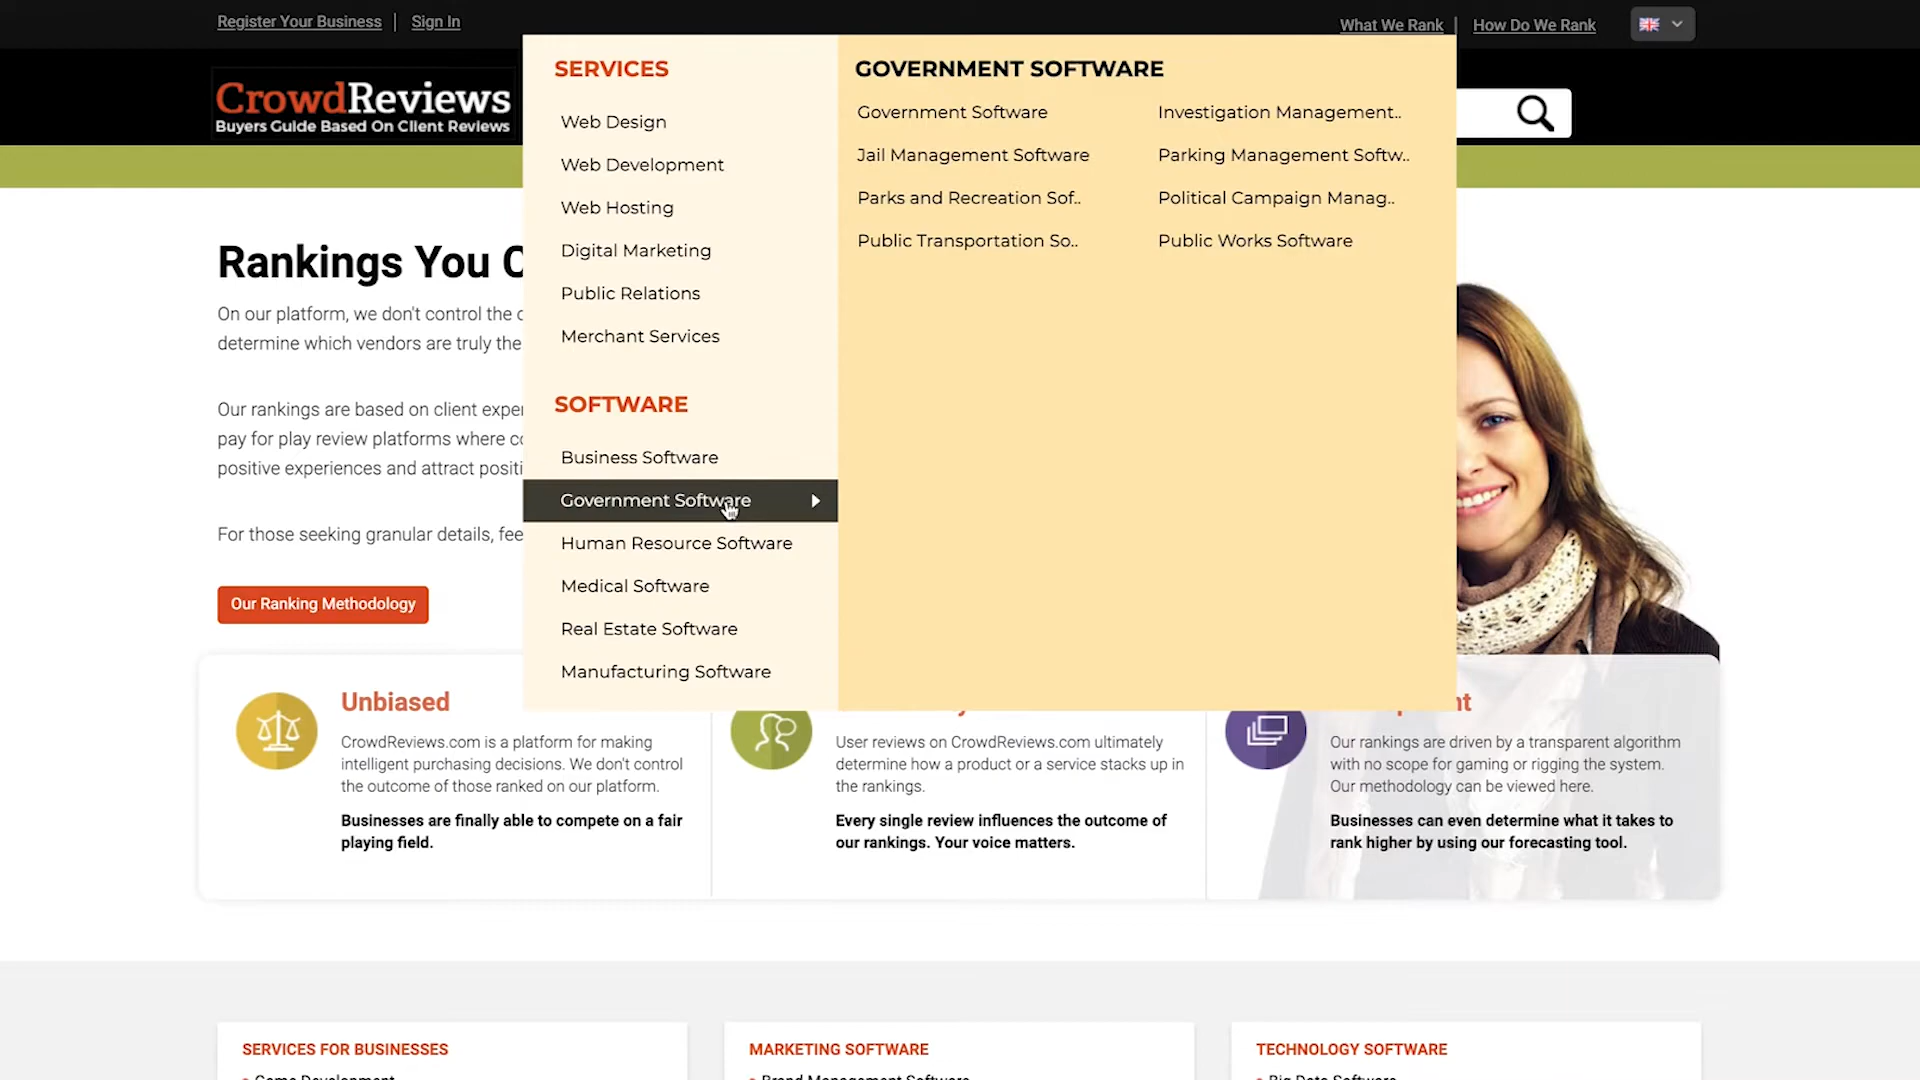 Register Your Business
Sign In
What We Rank
How Do We Rank
CrowdReviews
Buyers Guide Based On Client Reviews
SERVICES
Web Design
Web Development
Web Hosting
Digital Marketing
Public Relations
Merchant Services
SOFTWARE
Business Software
Government Software
Human Resource Software
Medical Software
Real Estate Software
Manufacturing Software
GOVERNMENT SOFTWARE
Government Software
Investigation Management..
Jail Management Software
Parking Management Softw..
Parks and Recreation Sof..
Political Campaign Manag..
Public Transportation So..
Public Works Software
Rankings You
On our platform, we don't control the
determine which vendors are truly the
Our rankings are based on client
pay for play review platforms where
positive experiences and attract
For those seeking granular details,
Our Ranking Methodology
Unbiased
CrowdReviews.com is a platform for making
intelligent purchasing decisions. We don't control
the outcome of those ranked on our platform.
Businesses are finally able to compete on a fair
playing field.
User reviews on CrowdReviews.com ultimately
determine how a product or a service stacks up in
the rankings.
Every single review influences the outcome of
our rankings. Your voice matters.
Our rankings are driven by a transparent algorithm
with no scope for gaming or rigging the system.
Our methodology can be viewed here.
Businesses can even determine what it takes to
rank higher by using our forecasting tool.
SERVICES FOR BUSINESSES
Game Development
MARKETING SOFTWARE
Brand Management Software
TECHNOLOGY SOFTWARE
Big Data Software